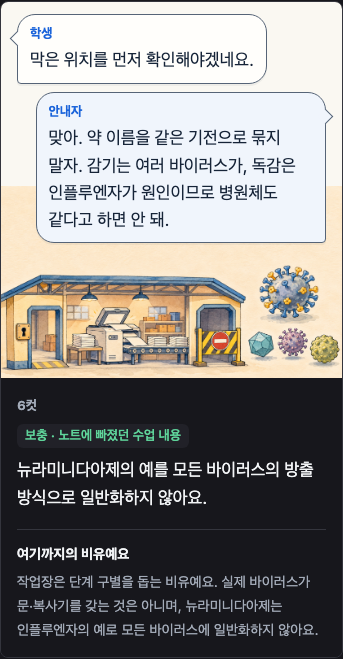 학생
막은 위치를 먼저 확인해야겠네요.
안내자
맞아. 약 이름을 같은 기전으로 묶지
말자. 감기는 여러 바이러스가, 독감은
인플루엔자가 원인이므로 병원체도
같다고 하면 안 돼.
6컷
보충 · 노트에 빠졌던 수업 내용
뉴라미니다아제의 예를 모든 바이러스의 방출
방식으로 일반화하지 않아요.
여기까지의 비유예요
작업장은 단계 구별을 돕는 비유예요. 실제 바이러스가
문·복사기를 갖는 것은 아니며, 뉴라미니다아제는
인플루엔자의 예로 모든 바이러스에 일반화하지 않아요.